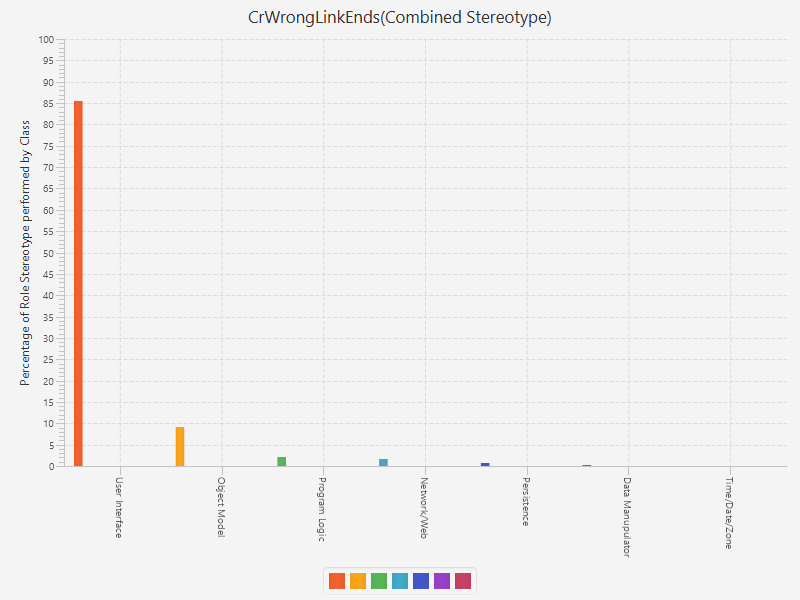 CrWrongLinkEnds(Combined Stereotype)
Percentage of Role Stereotype performed by Class
100
95
90
85
80
75
70
65
60
55
50
45
40
35
30
25
20
15
10
5
0
User Interface
Object Model
Program Logic
Network/Web
Persistence
Data Manupulator
Time/Date/Zone